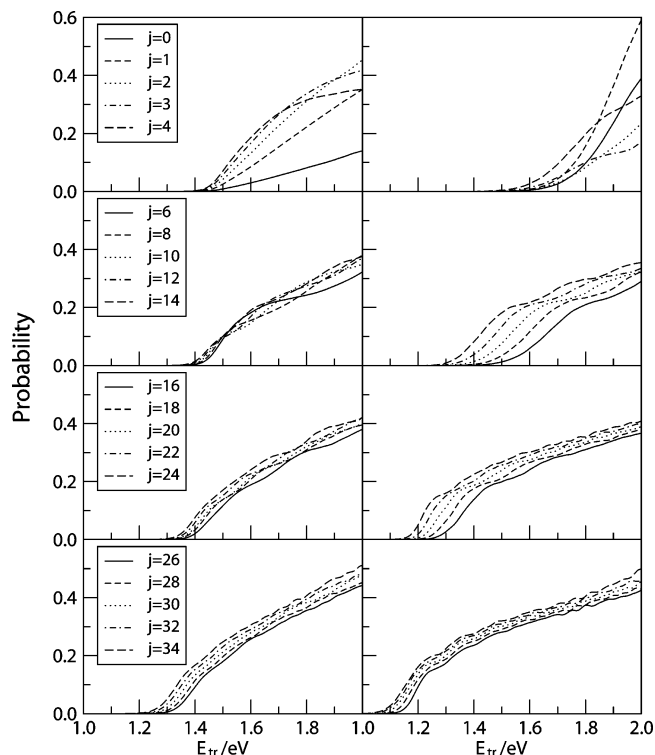 0.6
j=0
j=1
0.4
j=2
j=3
0.2
j=4
0.0
j=6
0.4
j=8
j=10
j=12
0.2
j=14
0.0
j=16
0.4
j=18
j=20
j=22
0.2
j=24
0.0
j=26
0.4
j=28
j=30
j=32
0.2
j=34
0.0
Probability
1.0 1.2 1.4 1.6 1.8 1.0 1.2 1.4 1.6 1.8 2.0
Etr/eV Etr/eV